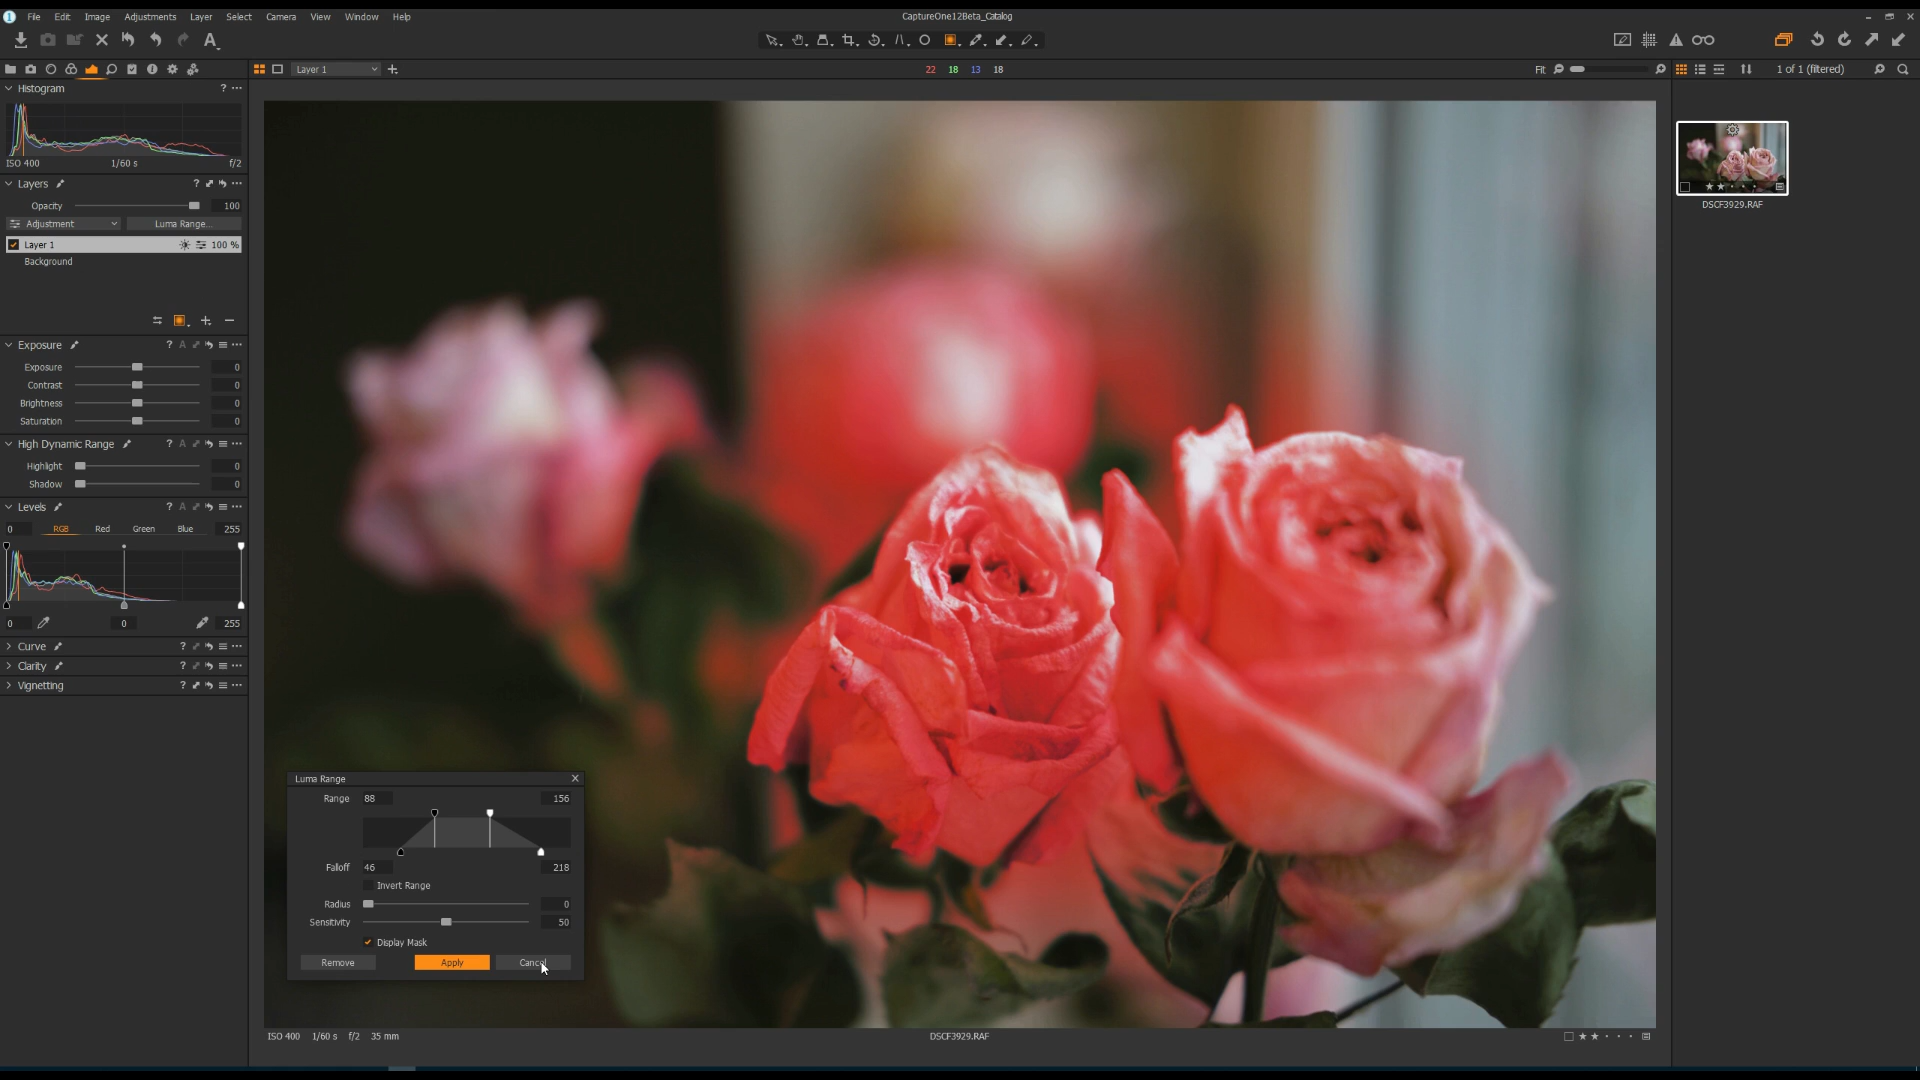 File Edit Image Adjustments Layer Select Camera View Window Help
CaptureOne12Beta_Catalog
Layer 1
22 18 13 18
Fit
1 of 1 (filtered)
Histogram
ISO 400 1/60 s f/2
Layers
Opacity 100
Adjustment Luma Range...
Layer 1 100 %
Background
Exposure
Exposure 0
Contrast 0
Brightness 0
Saturation 0
High Dynamic Range
Highlight 0
Shadow 0
Levels
0 RGB Red Green Blue 255
0 0 255
Curve
Clarity
Vignetting
Luma Range
Range 88 156
Falloff 46 218
Invert Range
Radius 0
Sensitivity 50
Display Mask
Remove Apply Cancel
ISO 400 1/60 s f/2 35 mm
DSCF3929.RAF
DSCF3929.RAF